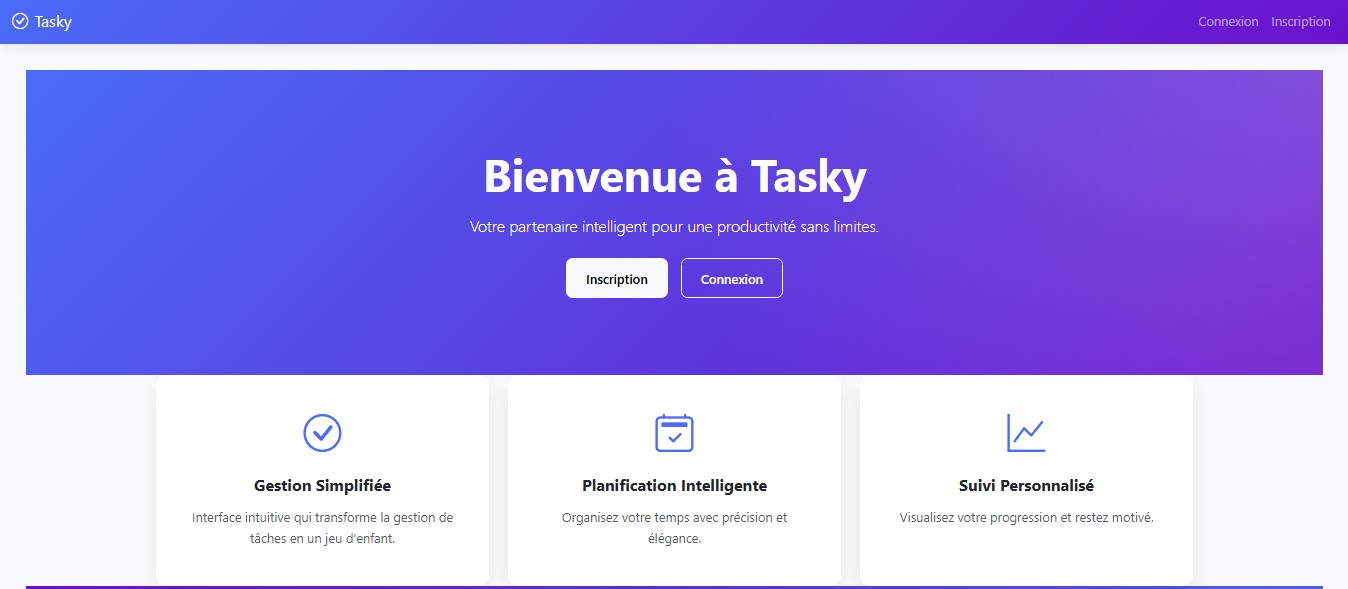 Tasky
Connexion Inscription
Bienvenue à Tasky
Votre partenaire intelligent pour une productivité sans limites.
Inscription Connexion
Gestion Simplifiée
Interface intuitive qui transforme la gestion de
tâches en un jeu d'enfant.
Planification Intelligente
Organisez votre temps avec précision et
élégance.
Suivi Personnalisé
Visualisez votre progression et restez motivé.